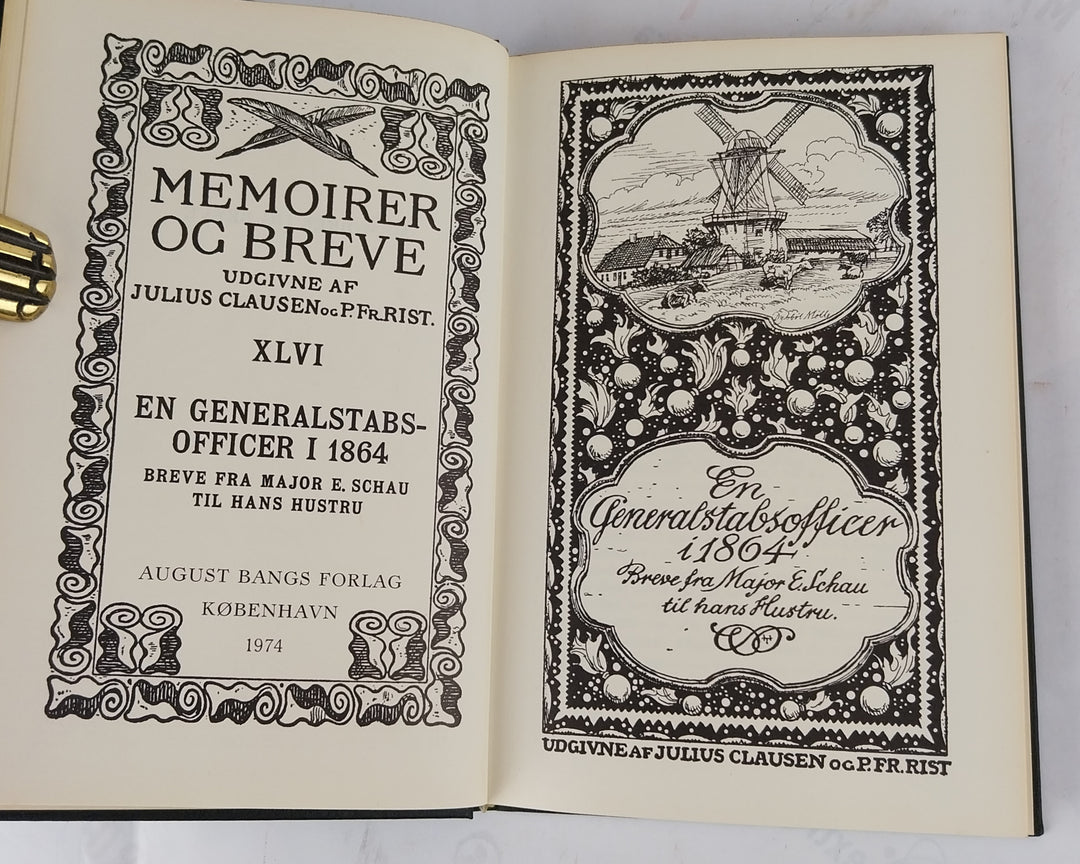 MEMOIRER
OG BREVE
UDGIVNE AF
JULIUS CLAUSEN OG P. FR. RIST.
XLVI
EN GENERALSTABS-
OFFICER I 1864
BREVE FRA MAJOR E. SCHAU
TIL HANS HUSTRU
AUGUST BANGS FORLAG
KØBENHAVN
1974
Dybbøl Mølle
En
Generalstabsofficer
i 1864
Breve fra Major E. Schau
til hans Hustru.
UDGIVNE AF JULIUS CLAUSEN OG P. FR. RIST